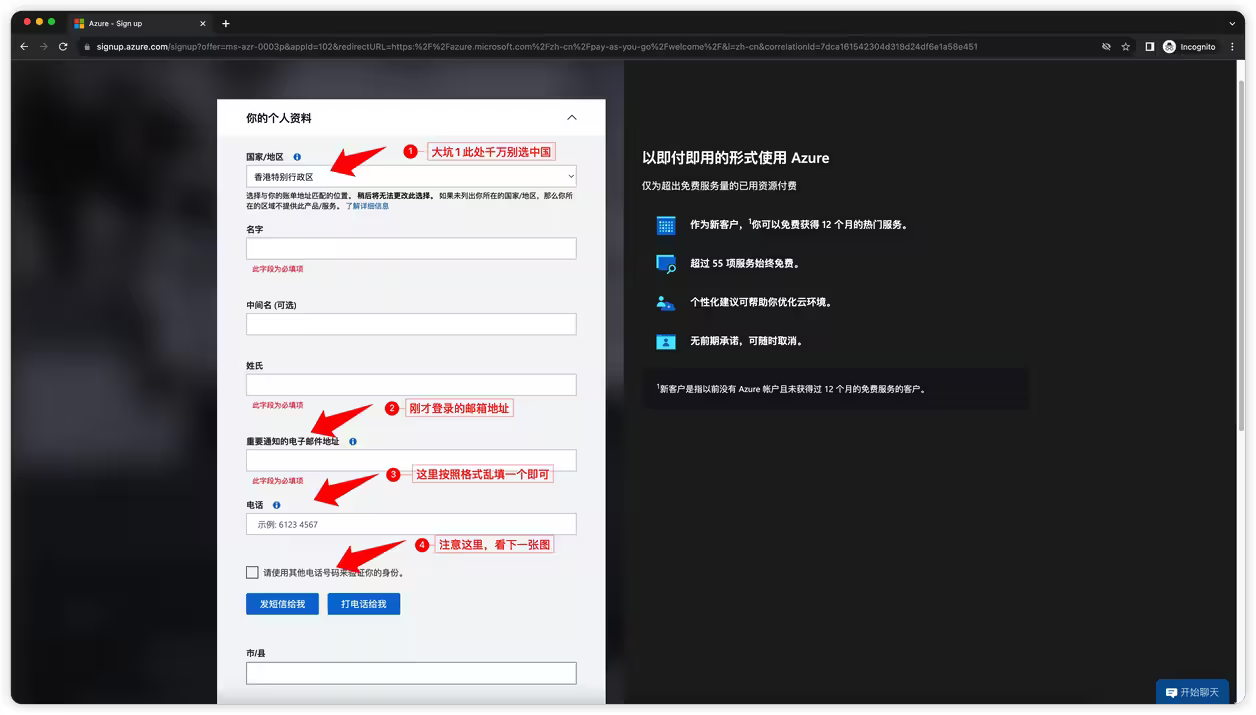 Azure - Sign up
signup.azure.com/signup?offer=ms-azr-0003p&appId=102&redirectURL=https:%2F%2Fazure.microsoft.com%2Fzh-cn%2Fpay-as-you-go%2Fwelcome%2F&l=zh-cn&correlationId=7dca161542304d318d24df6e1a58e451
Incognito
你的个人资料
国家/地区
1 大坑1此处千万别选中国
香港特别行政区
选择与你的账单地址匹配的位置。稍后将无法更改此选择。如果未列出你所在的国家/地区，那么你所
在的区域不提供此产品/服务。了解详细信息
名字
此字段为必填项
中间名 (可选)
姓氏
此字段为必填项
2 刚才登录的邮箱地址
重要通知的电子邮件地址
此字段为必填项
3 这里按照格式乱填一个即可
电话
示例: 6123 4567
4 注意这里，看下一张图
请使用其他电话号码来验证你的身份。
发短信给我
打电话给我
市/县
以即付即用的形式使用 Azure
仅为超出免费服务量的已用资源付费
作为新客户，1你可以免费获得 12 个月的热门服务。
超过 55 项服务始终免费。
个性化建议可帮助你优化云环境。
无前期承诺，可随时取消。
1新客户是指以前没有 Azure 帐户且未获得过 12 个月的免费服务的客户。
开始聊天